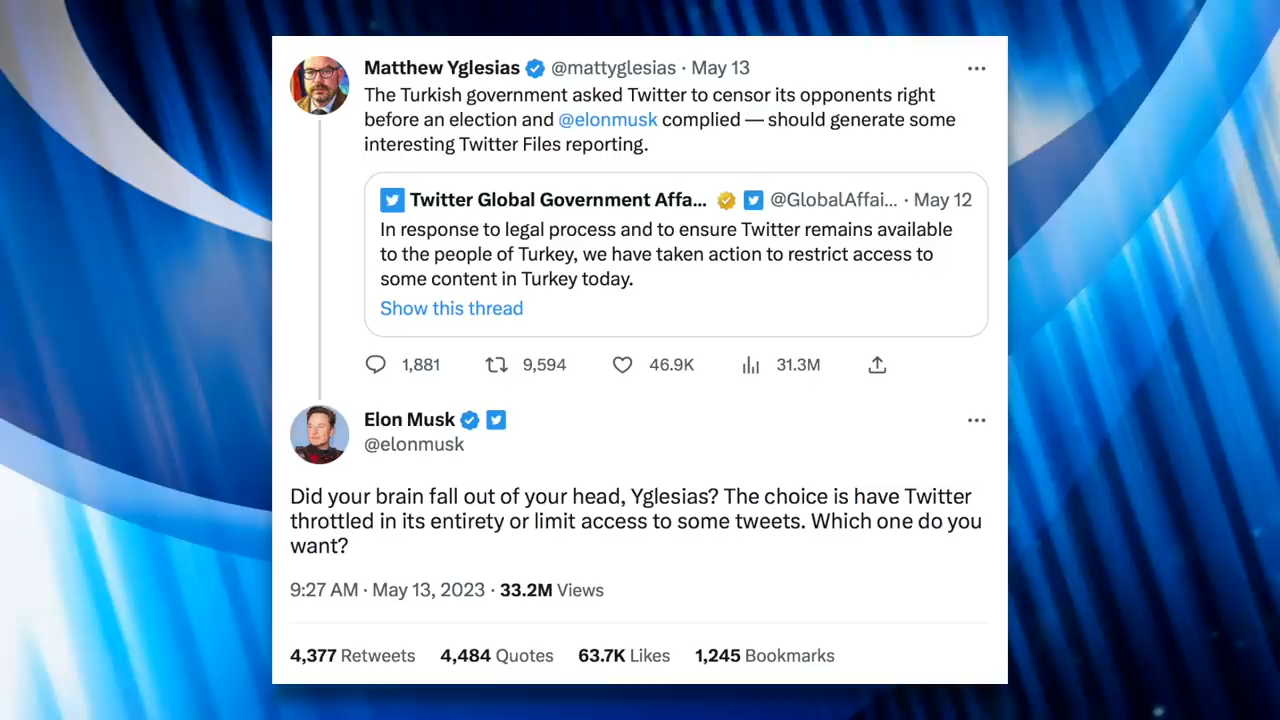 Matthew Yglesias @mattyglesias · May 13
The Turkish government asked Twitter to censor its opponents right
before an election and @elonmusk complied — should generate some
interesting Twitter Files reporting.
Twitter Global Government Affa... @GlobalAffai... · May 12
In response to legal process and to ensure Twitter remains available
to the people of Turkey, we have taken action to restrict access to
some content in Turkey today.
Show this thread
1,881 9,594 46.9K 31.3M
Elon Musk
@elonmusk
Did your brain fall out of your head, Yglesias? The choice is have Twitter
throttled in its entirety or limit access to some tweets. Which one do you
want?
9:27 AM · May 13, 2023 · 33.2M Views
4,377 Retweets 4,484 Quotes 63.7K Likes 1,245 Bookmarks